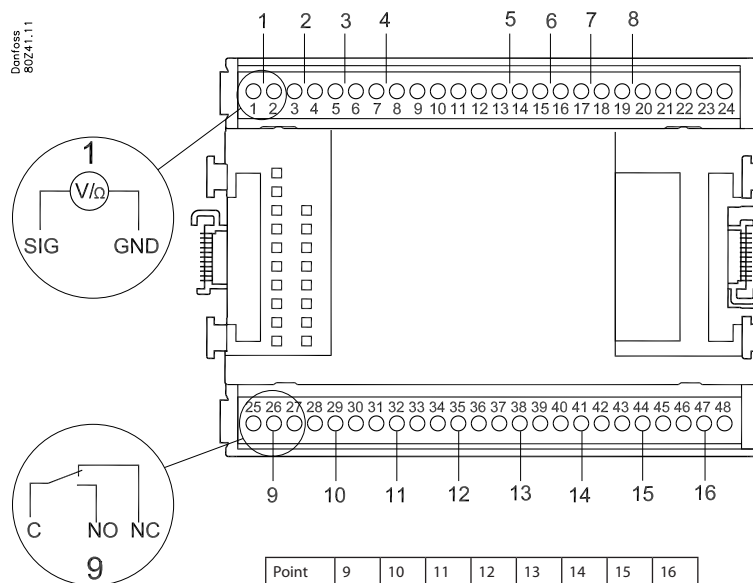 Danfoss
80Z41.11
1 2 3 4 5 6 7 8
1 2 3 4 5 6 7 8 9 10 11 12 13 14 15 16 17 18 19 20 21 22 23 24
1
V/Ω
SIG GND
25 26 27 28 29 30 31 32 33 34 35 36 37 38 39 40 41 42 43 44 45 46 47 48
9 10 11 12 13 14 15 16
C NO NC
9
Point 9 10 11 12 13 14 15 16